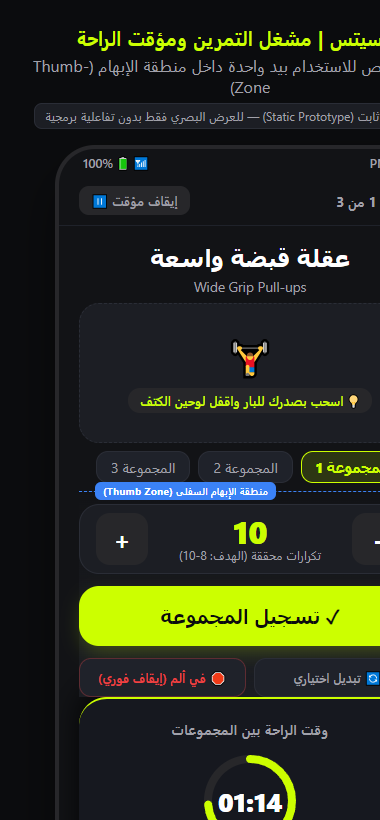 سيتس | مشغل التمرين ومؤقت الراحة
للاستخدام بيد واحدة داخل منطقة الإبهام (Thumb-
Zone)
ثابت (Static Prototype) — للعرض البصري فقط بدون تفاعلية برمجية
100%
1 من 3
إيقاف مؤقت
عقلة قبضة واسعة
Wide Grip Pull-ups
اسحب بصدرك للبار واقفل لوحين الكتف
المجموعة 1
المجموعة 2
المجموعة 3
منطقة الإبهام السفلى (Thumb Zone)
10
+
تكرارات محققة (الهدف: 8-10)
✓ تسجيل المجموعة
تبديل اختياري
في ألم (إيقاف فوري)
وقت الراحة بين المجموعات
01:14